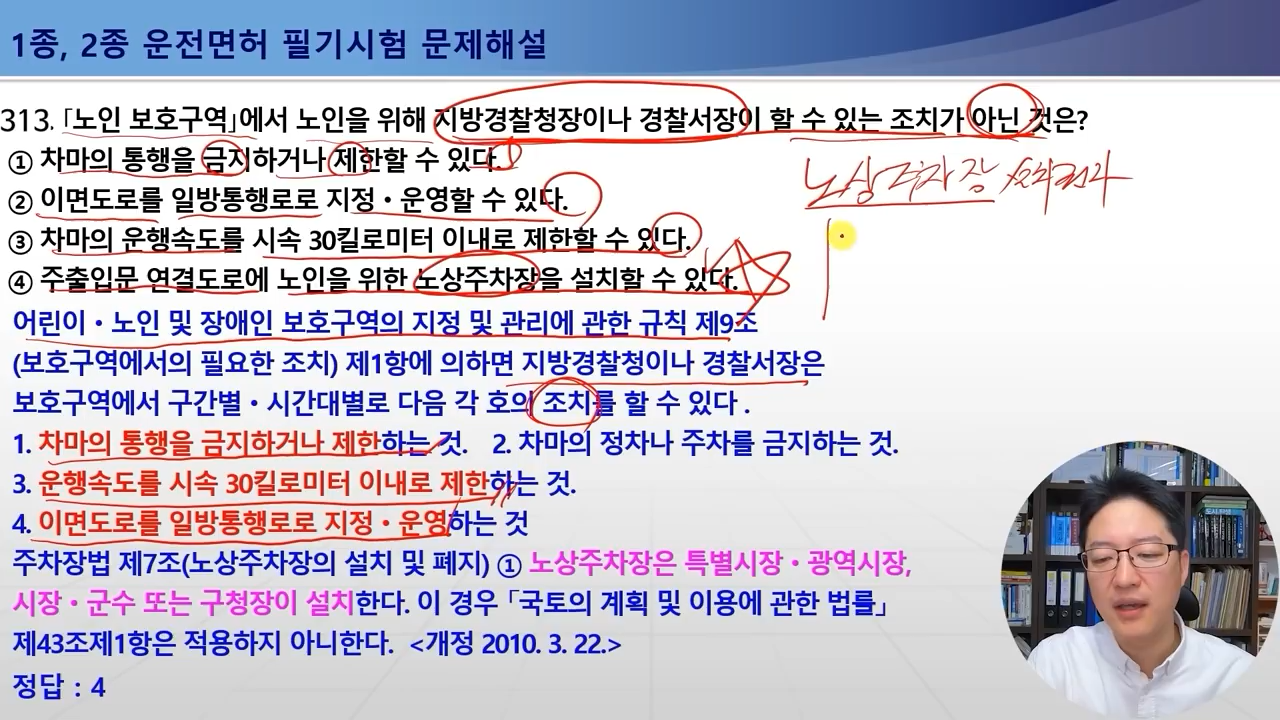 1종, 2종 운전면허 필기시험 문제해설
313. 「노인 보호구역」에서 노인을 위해 지방경찰청장이나 경찰서장이 할 수 있는 조치가 아닌 것은?
① 차마의 통행을 금지하거나 제한할 수 있다.
노상주차장
② 이면도로를 일방통행로로 지정・운영할 수 있다.
③ 차마의 운행속도를 시속 30킬로미터 이내로 제한할 수 있다.
④ 주출입문 연결도로에 노인을 위한 노상주차장을 설치할 수 있다.
어린이・노인 및 장애인 보호구역의 지정 및 관리에 관한 규칙 제9조
(보호구역에서의 필요한 조치) 제1항에 의하면 지방경찰청이나 경찰서장은
보호구역에서 구간별・시간대별로 다음 각 호의 조치를 할 수 있다 .
1. 차마의 통행을 금지하거나 제한하는 것. 2. 차마의 정차나 주차를 금지하는 것.
3. 운행속도를 시속 30킬로미터 이내로 제한하는 것.
4. 이면도로를 일방통행로로 지정・운영하는 것
주차장법 제7조(노상주차장의 설치 및 폐지) ① 노상주차장은 특별시장・광역시장,
시장・군수 또는 구청장이 설치한다. 이 경우 「국토의 계획 및 이용에 관한 법률」
제43조제1항은 적용하지 아니한다. <개정 2010. 3. 22.>
정답 : 4